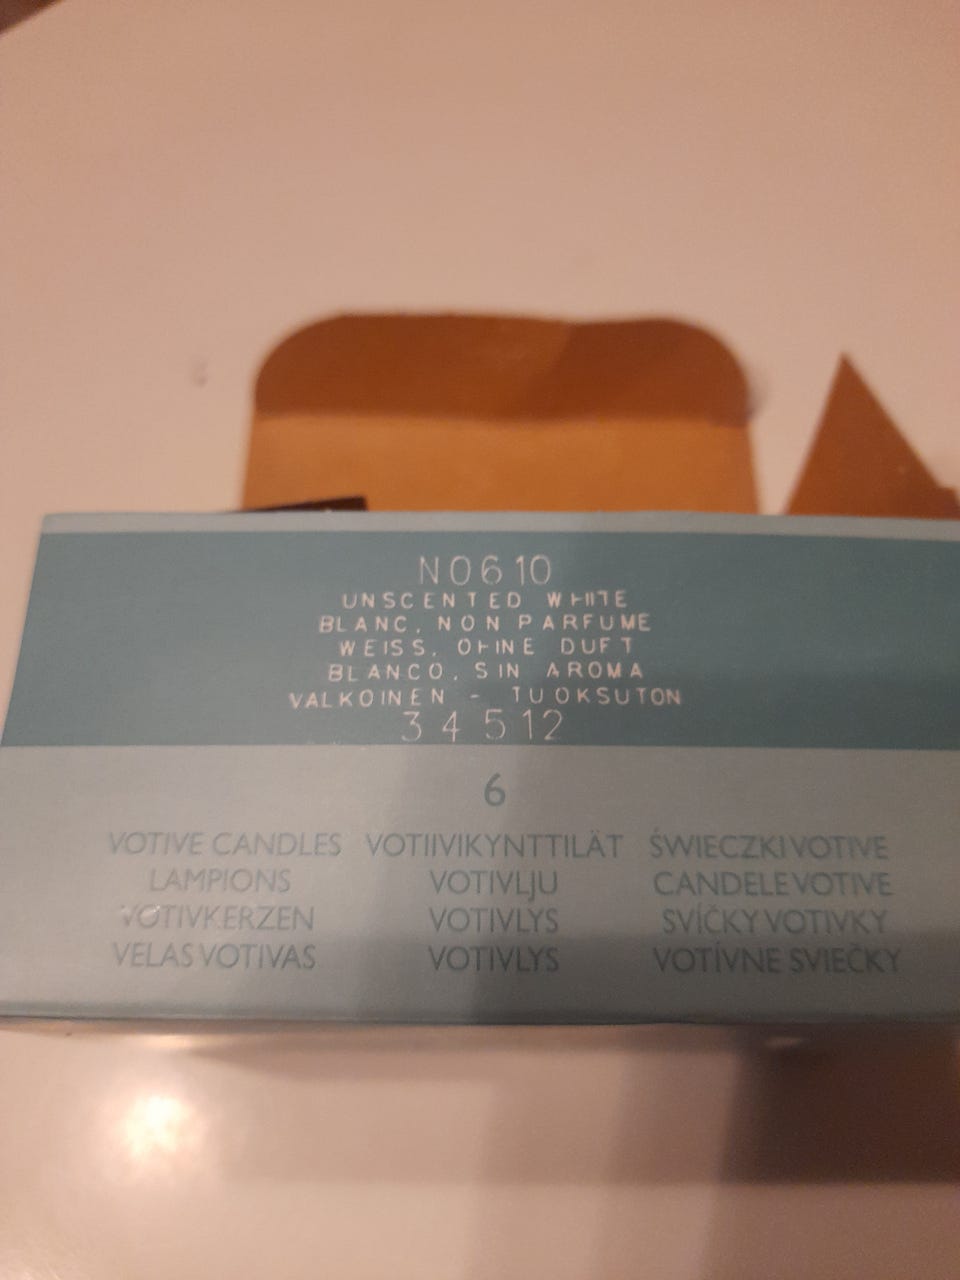 N0610
UNSCENTED WHITE
BLANC, NON PARFUME
WEISS, OHNE DUFT
BLANCO, SIN AROMA
VALKOINEN - TUOKSUTON
34512
6
VOTIVE CANDLES
LAMPIONS
VOTIVKERZEN
VELAS VOTIVAS
VOTIIVIKYNTTILÄT
VOTIVLJU
VOTIVLYS
VOTIVLYS
ŚWIECZKI VOTIVE
CANDELE VOTIVE
SVÍČKY VOTIVKY
VOTÍVNE SVIEČKY